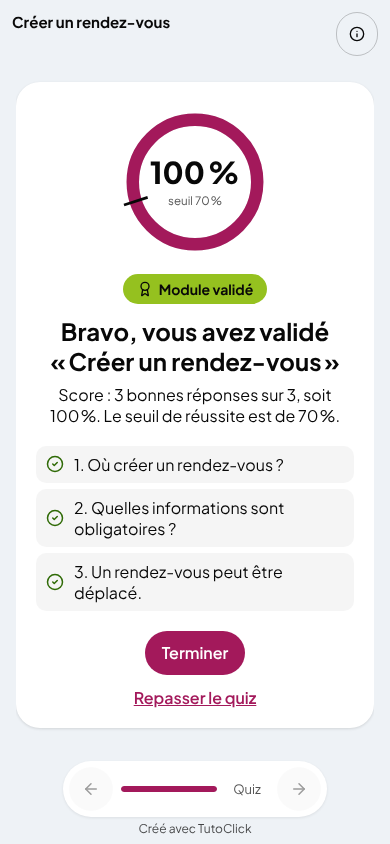 Créer un rendez-vous
100 %
seuil 70 %
Module validé
Bravo, vous avez validé
« Créer un rendez-vous »
Score : 3 bonnes réponses sur 3, soit
100 %. Le seuil de réussite est de 70 %.
1. Où créer un rendez-vous ?
2. Quelles informations sont
obligatoires ?
3. Un rendez-vous peut être
déplacé.
Terminer
Repasser le quiz
Quiz
Créé avec TutoClick